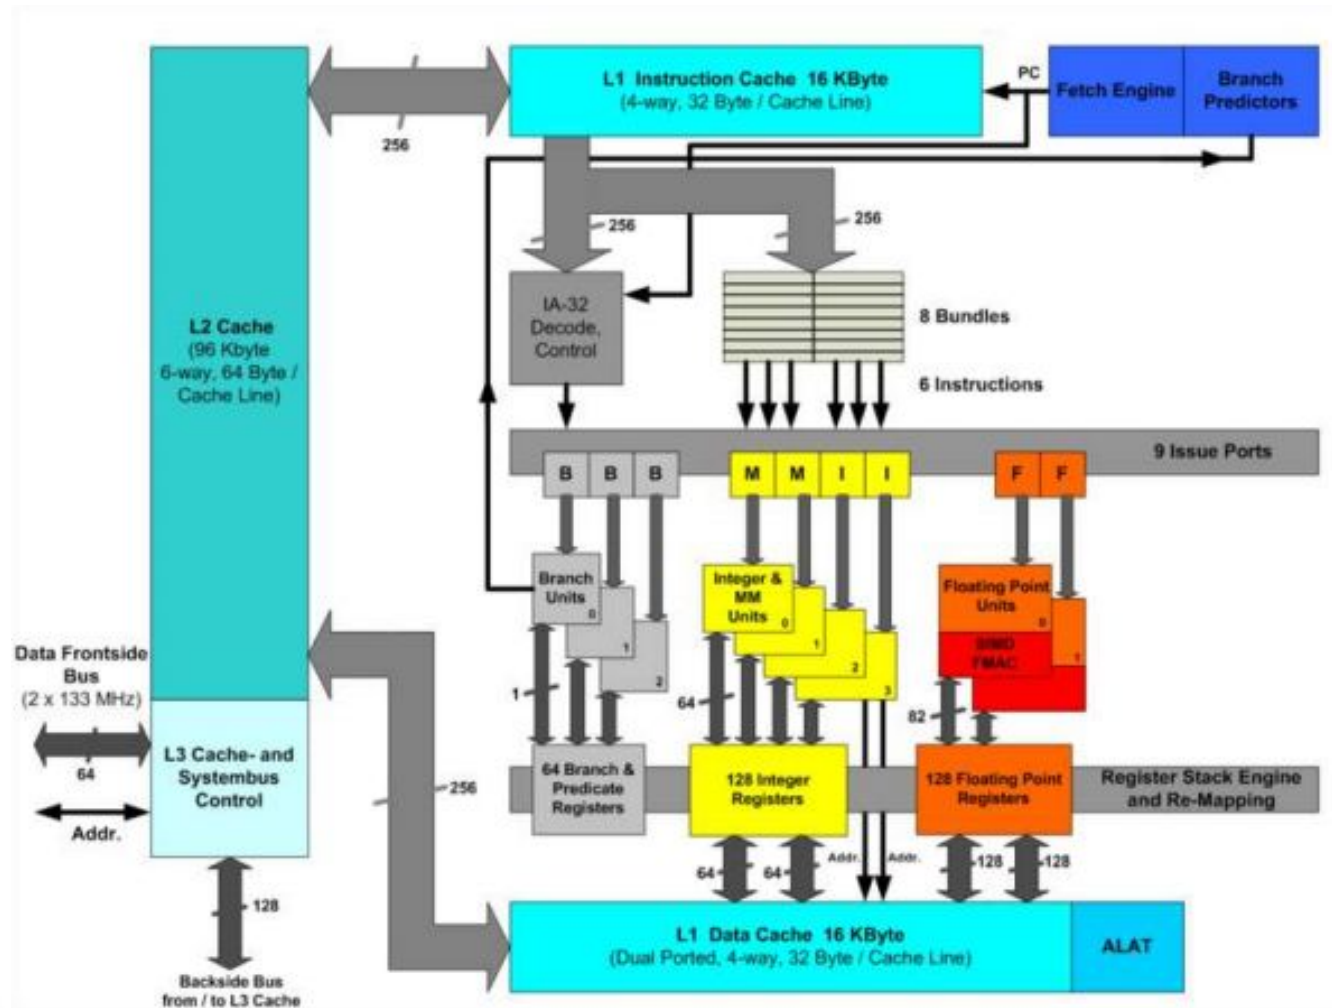 L1 Instruction Cache 16 KByte
(4-way, 32 Byte / Cache Line)
PC
Fetch Engine
Branch
Predictors
256
256
256
L2 Cache
(96 Kbyte
6-way, 64 Byte /
Cache Line)
IA-32
Decode,
Control
8 Bundles
6 Instructions
9 Issue Ports
B
B
B
M
M
I
I
F
F
Branch
Units
0
1
2
Integer &
MM
Units
0
1
2
3
Floating Point
Units
0
1
SIMD
FMAC
1
64
82
Data Frontside
Bus
(2 x 133 MHz)
64
Addr.
L3 Cache- and
Systembus
Control
256
64 Branch &
Predicate
Registers
128 Integer
Registers
128 Floating Point
Registers
Register Stack Engine
and Re-Mapping
64
64
Addr.
Addr.
128
128
128
Backside Bus
from / to L3 Cache
L1 Data Cache 16 KByte
(Dual Ported, 4-way, 32 Byte / Cache Line)
ALAT